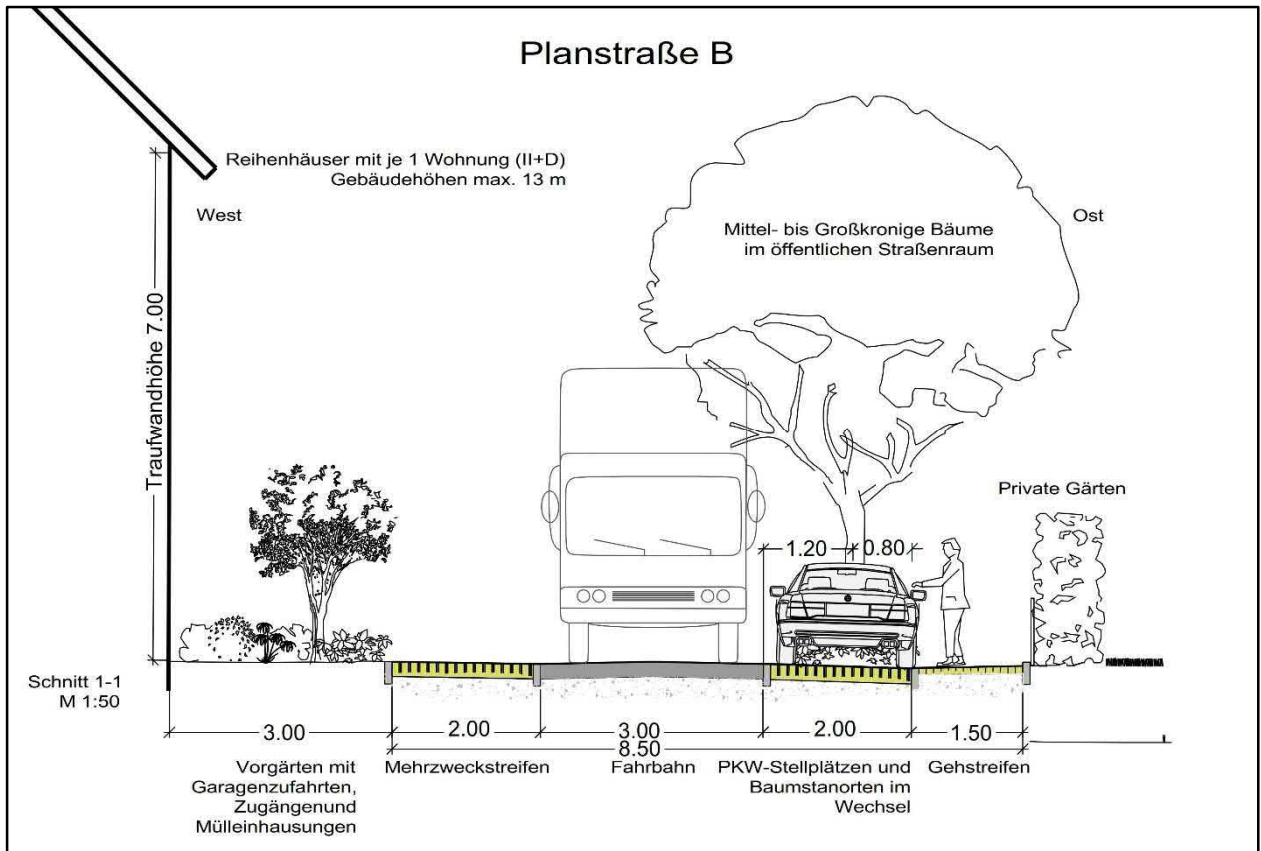 Planstraße B
Reihenhäuser mit je 1 Wohnung (II+D)
Gebäudehöhen max. 13 m
West
Ost
Mittel- bis Großkronige Bäume
im öffentlichen Straßenraum
Traufwandhöhe 7.00
Private Gärten
1.20
0.80
Schnitt 1-1
M 1:50
3.00
2.00
3.00
2.00
1.50
8.50
Vorgärten mit
Garagenzufahrten,
Zugängenund
Mülleinhausungen
Mehrzweckstreifen
Fahrbahn
PKW-Stellplätzen und
Baumstanorten im
Wechsel
Gehstreifen